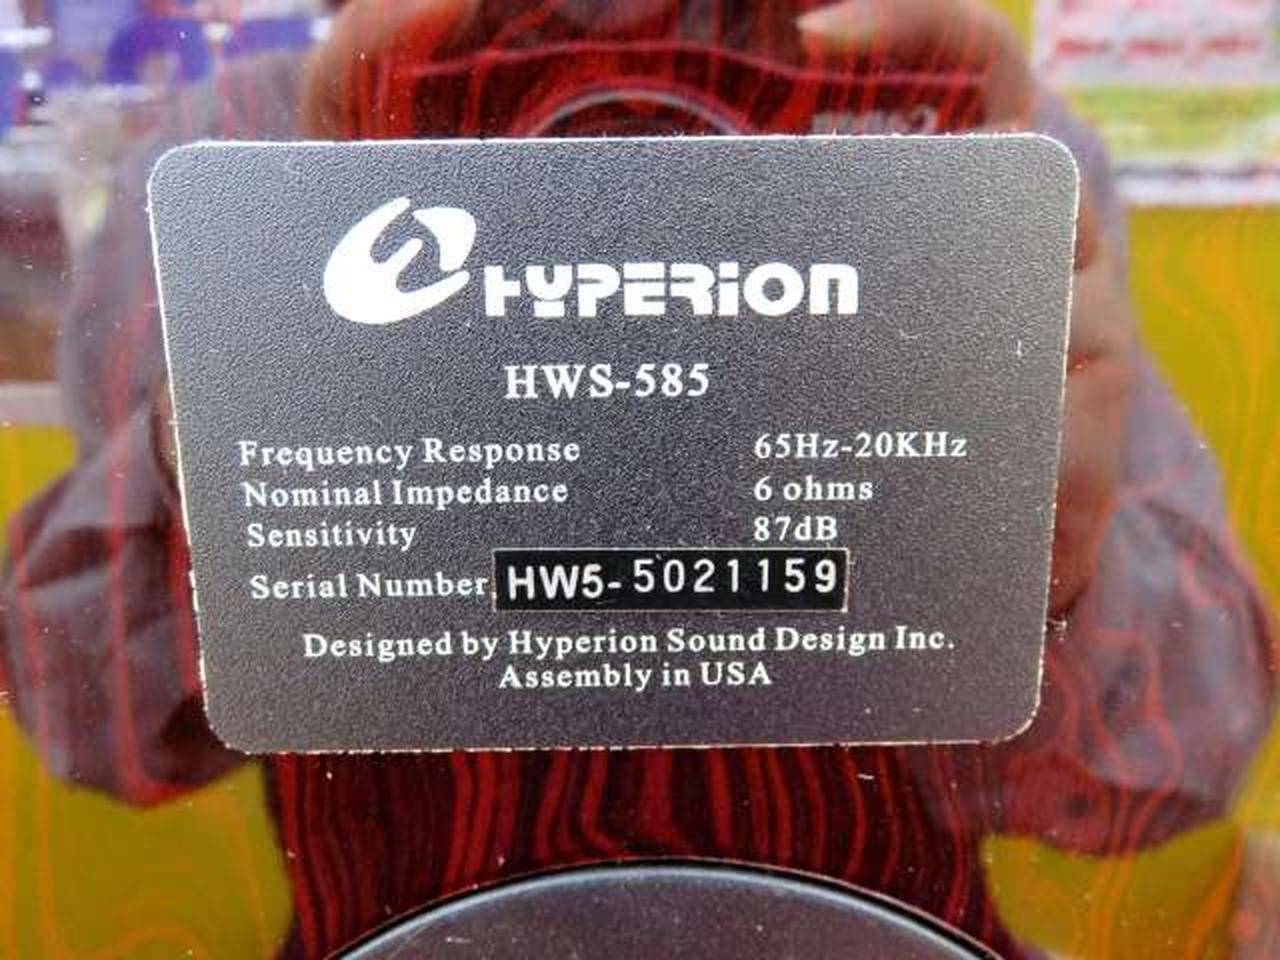 HYPERION
HWS-585
Frequency Response 65Hz-20KHz
Nominal Impedance 6 ohms
Sensitivity 87dB
Serial Number HW5-5021159
Designed by Hyperion Sound Design Inc.
Assembly in USA